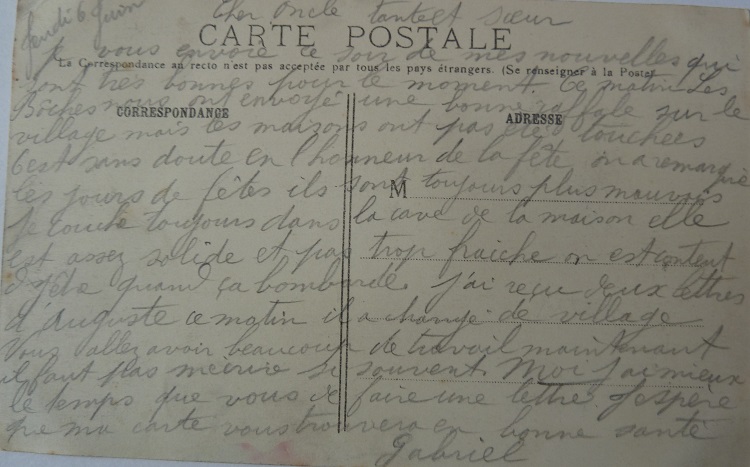 Jeudi 6 Juin
Cher Oncle tante et sœur
CARTE POSTALE
Je vous envoie ce soir de mes nouvelles qui
La Correspondance au recto n'est pas acceptée par tous les pays étrangers. (Se renseigner à la Poste)
sont très bonnes pour le moment. Ce matin Les
Boches nous ont envoyé une bonne raffale sur le
CORRESPONDANCE
ADRESSE
village mais les maizons ont pas été touchées
C'est sans doute en l'honneur de la fête on a remarqué
M
les jours de fêtes ils sont toujours plus mauvais
Je couche toujours dans la cave de la maison elle
est assez solide et pas trop fraiche on est content
d'y être quand ça bombarde. J'ai reçu deux lettres
d'Auguste ce matin il a changé de village
Vous allez avoir beaucoup de travail maintenant
il faut pas mecrire si souvent. Moi j'ai mieux
le temps que vous de faire une lettre. J'espère
que ma carte vous trouvera en bonne santé
Gabriel